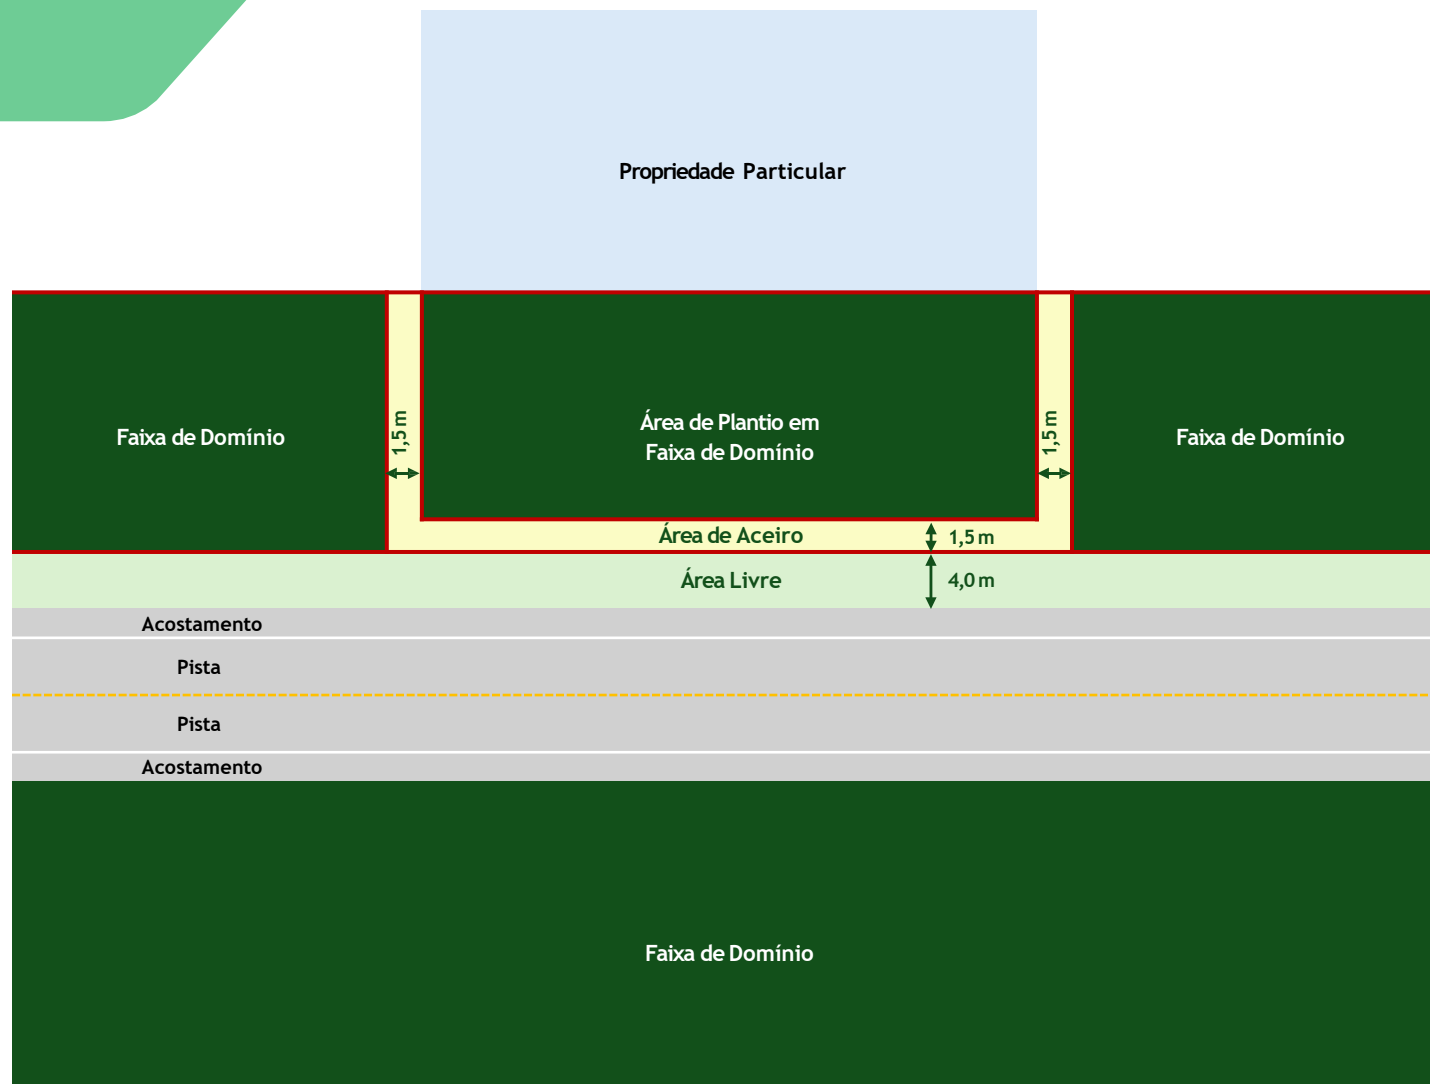 Propriedade Particular
Faixa de Domínio
1,5 m
Área de Plantio em
Faixa de Domínio
1,5 m
Faixa de Domínio
Área de Aceiro
1,5 m
Área Livre
4,0 m
Acostamento
Pista
Pista
Acostamento
Faixa de Domínio